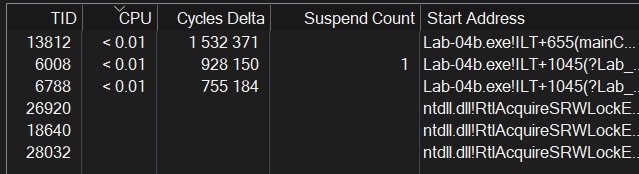 TID CPU Cycles Delta Suspend Count Start Address
13812 < 0.01 1 532 371 Lab-04b.exe!ILT+655(mainC...
6008 < 0.01 928 150 1 Lab-04b.exe!ILT+1045(?Lab_...
6788 < 0.01 755 184 Lab-04b.exe!ILT+1045(?Lab_...
26920 ntdll.dll!RtlAcquireSRWLockE...
18640 ntdll.dll!RtlAcquireSRWLockE...
28032 ntdll.dll!RtlAcquireSRWLockE...